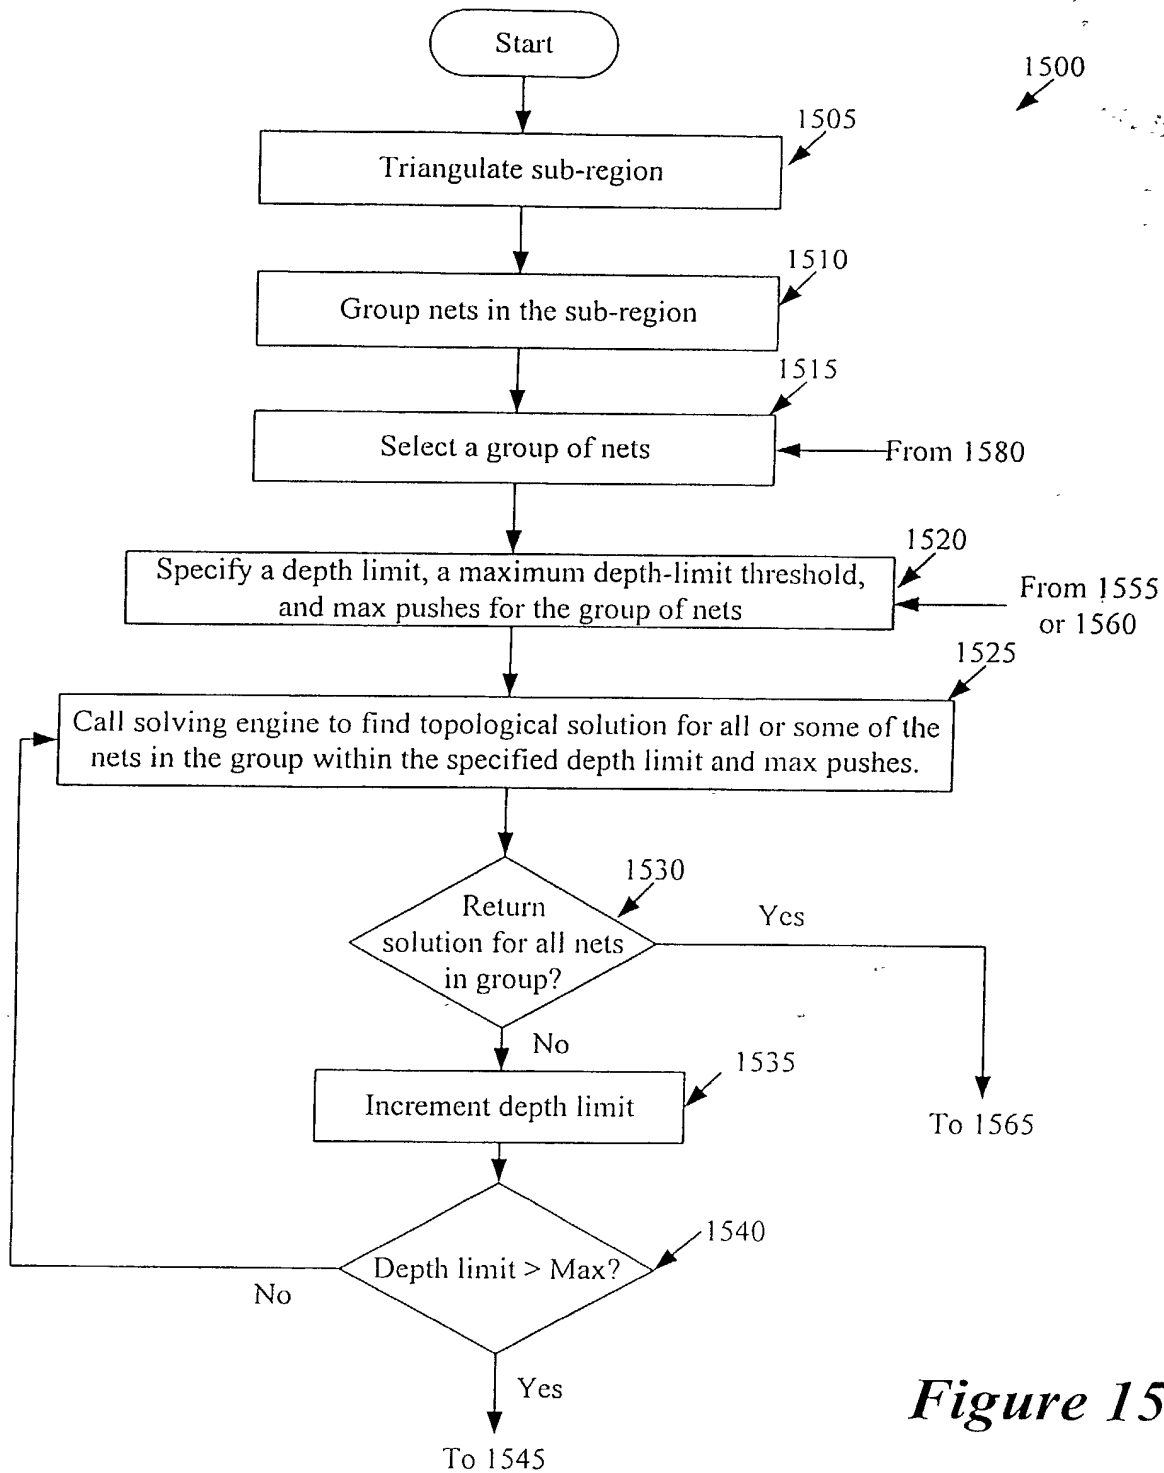 Start
1500
1505
Triangulate sub-region
1510
Group nets in the sub-region
1515
Select a group of nets
From 1580
1520
Specify a depth limit, a maximum depth-limit threshold,
and max pushes for the group of nets
From 1555
or 1560
1525
Call solving engine to find topological solution for all or some of the
nets in the group within the specified depth limit and max pushes.
1530
Return
solution for all nets
in group?
Yes
No
1535
Increment depth limit
To 1565
1540
Depth limit > Max?
No
Yes
To 1545
Figure 15